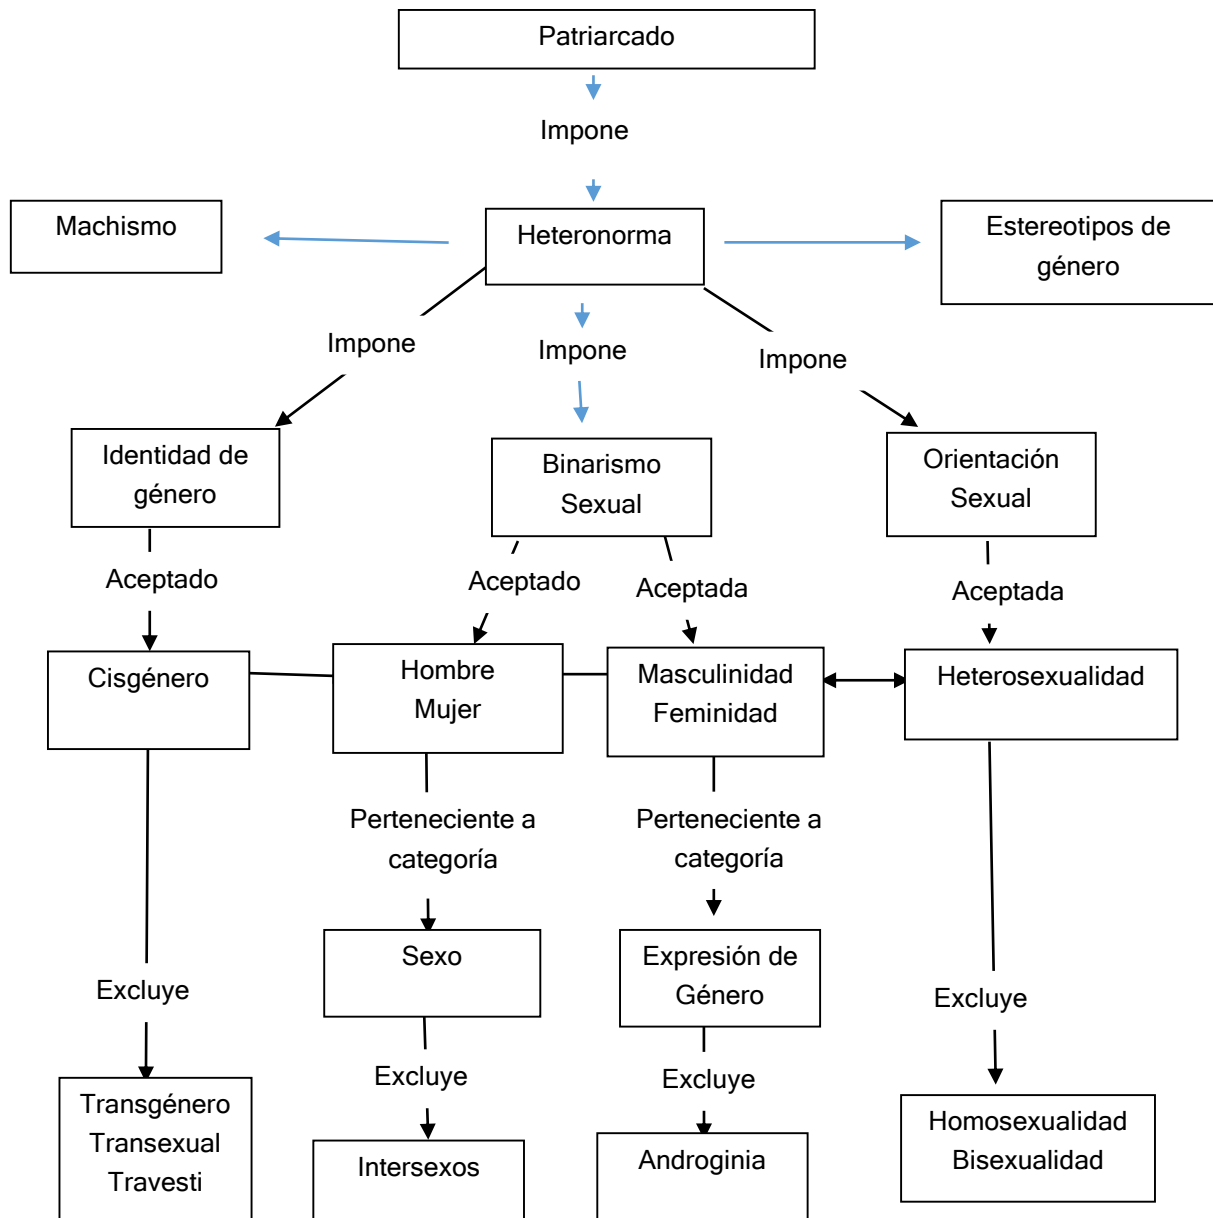 Patriarcado
Impone
Machismo
Heteronorma
Estereotipos de
género
Impone
Impone
Impone
Identidad de
género
Binarismo
Sexual
Orientación
Sexual
Aceptado
Aceptado
Aceptada
Aceptada
Cisgénero
Hombre
Mujer
Masculinidad
Feminidad
Heterosexualidad
Perteneciente a
categoría
Perteneciente a
categoría
Sexo
Expresión de
Género
Excluye
Excluye
Excluye
Excluye
Transgénero
Transexual
Travesti
Intersexos
Androginia
Homosexualidad
Bisexualidad